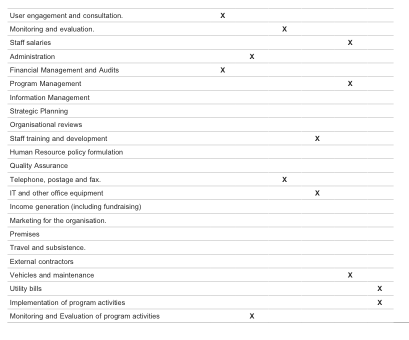 User engagement and consultation. X
Monitoring and evaluation. X
Staff salaries X
Administration X
Financial Management and Audits X
Program Management X
Information Management
Strategic Planning
Organisational reviews
Staff training and development X
Human Resource policy formulation
Quality Assurance
Telephone, postage and fax. X
IT and other office equipment X
Income generation (including fundraising)
Marketing for the organisation.
Premises
Travel and subsistence.
External contractors
Vehicles and maintenance X
Utility bills X
Implementation of program activities X
Monitoring and Evaluation of program activities X